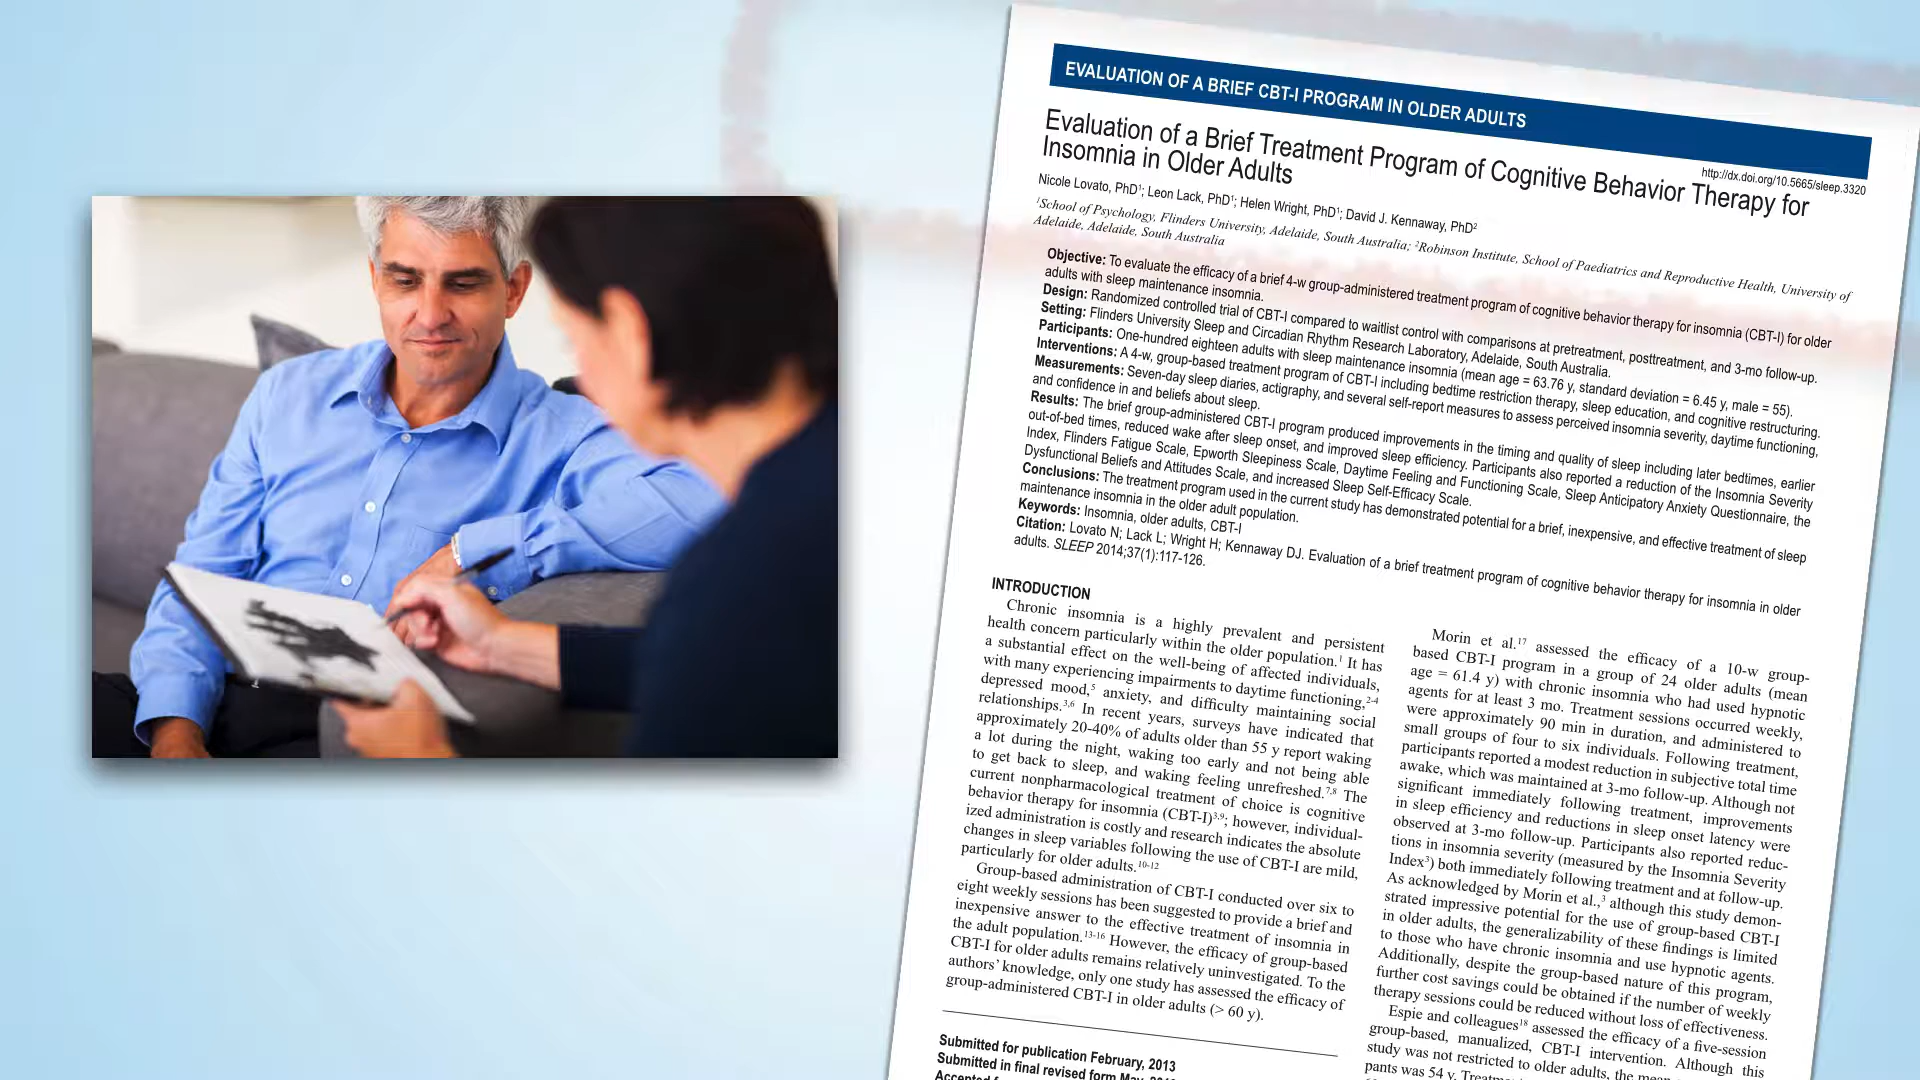 EVALUATION OF A BRIEF CBT-I PROGRAM IN OLDER ADULTS
Evaluation of a Brief Treatment Program of Cognitive Behavior Therapy for
Insomnia in Older Adults
http://dx.doi.org/10.5665/sleep.3320
Nicole Lovato, PhD¹; Leon Lack, PhD¹; Helen Wright, PhD¹; David J. Kennaway, PhD²
¹School of Psychology, Flinders University, Adelaide, South Australia; ²Robinson Institute, School of Paediatrics and Reproductive Health, University of
Adelaide, Adelaide, South Australia
Objective: To evaluate the efficacy of a brief 4-w group-administered treatment program of cognitive behavior therapy for insomnia (CBT-I) for older
adults with sleep maintenance insomnia.
Design: Randomized controlled trial of CBT-I compared to waitlist control with comparisons at pretreatment, posttreatment, and 3-mo follow-up.
Setting: Flinders University Sleep and Circadian Rhythm Research Laboratory, Adelaide, South Australia.
Participants: One-hundred eighteen adults with sleep maintenance insomnia (mean age = 63.76 y, standard deviation = 6.45 y, male = 55).
Interventions: A 4-w, group-based treatment program of CBT-I including bedtime restriction therapy, sleep education, and cognitive restructuring.
Measurements: Seven-day sleep diaries, actigraphy, and several self-report measures to assess perceived insomnia severity, daytime functioning,
and confidence in and beliefs about sleep.
Results: The brief group-administered CBT-I program produced improvements in the timing and quality of sleep including later bedtimes, earlier
out-of-bed times, reduced wake after sleep onset, and improved sleep efficiency. Participants also reported a reduction of the Insomnia Severity
Index, Flinders Fatigue Scale, Epworth Sleepiness Scale, Daytime Feeling and Functioning Scale, Sleep Anticipatory Anxiety Questionnaire, the
Dysfunctional Beliefs and Attitudes Scale, and increased Sleep Self-Efficacy Scale.
Conclusions: The treatment program used in the current study has demonstrated potential for a brief, inexpensive, and effective treatment of sleep
maintenance insomnia in the older adult population.
Keywords: Insomnia, older adults, CBT-I
Citation: Lovato N; Lack L; Wright H; Kennaway DJ. Evaluation of a brief treatment program of cognitive behavior therapy for insomnia in older
adults. SLEEP 2014;37(1):117-126.
INTRODUCTION
Chronic insomnia is a highly prevalent and persistent
health concern particularly within the older population.¹ It has
a substantial effect on the well-being of affected individuals,
with many experiencing impairments to daytime functioning,²⁻⁴
depressed mood,⁵ anxiety, and difficulty maintaining social
relationships.³,⁶ In recent years, surveys have indicated that
approximately 20-40% of adults older than 55 y report waking
a lot during the night, waking too early and not being able
to get back to sleep, and waking feeling unrefreshed.⁷,⁸ The
current nonpharmacological treatment of choice is cognitive
behavior therapy for insomnia (CBT-I)³,⁹; however, individual-
ized administration is costly and research indicates the absolute
changes in sleep variables following the use of CBT-I are mild,
particularly for older adults.¹⁰⁻¹²
Group-based administration of CBT-I conducted over six to
eight weekly sessions has been suggested to provide a brief and
inexpensive answer to the effective treatment of insomnia in
the adult population.¹³⁻¹⁶ However, the efficacy of group-based
CBT-I for older adults remains relatively uninvestigated. To the
authors' knowledge, only one study has assessed the efficacy of
group-administered CBT-I in older adults (> 60 y).
Submitted for publication February, 2013
Submitted in final revised form May,
Accepted
Morin et al.¹⁷ assessed the efficacy of a 10-w group-
based CBT-I program in a group of 24 older adults (mean
age = 61.4 y) with chronic insomnia who had used hypnotic
agents for at least 3 mo. Treatment sessions occurred weekly,
were approximately 90 min in duration, and administered to
small groups of four to six individuals. Following treatment,
participants reported a modest reduction in subjective total time
awake, which was maintained at 3-mo follow-up. Although not
significant immediately following treatment, improvements
in sleep efficiency and reductions in sleep onset latency were
observed at 3-mo follow-up. Participants also reported reduc-
tions in insomnia severity (measured by the Insomnia Severity
Index³) both immediately following treatment and at follow-up.
As acknowledged by Morin et al.,³ although this study demon-
strated impressive potential for the use of group-based CBT-I
in older adults, the generalizability of these findings is limited
to those who have chronic insomnia and use hypnotic agents.
Additionally, despite the group-based nature of this program,
further cost savings could be obtained if the number of weekly
therapy sessions could be reduced without loss of effectiveness.
Espie and colleagues¹⁸ assessed the efficacy of a five-session
group-based, manualized, CBT-I intervention. Although this
study was not restricted to older adults, the mean
pants was 54 y.